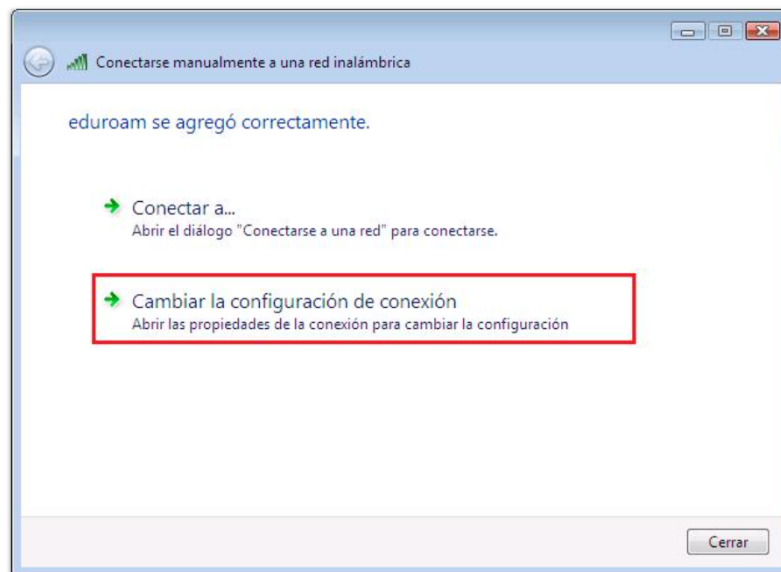 Conectarse manualmente a una red inalámbrica
eduroam se agregó correctamente.
Conectar a...
Abrir el diálogo "Conectarse a una red" para conectarse.
Cambiar la configuración de conexión
Abrir las propiedades de la conexión para cambiar la configuración
Cerrar